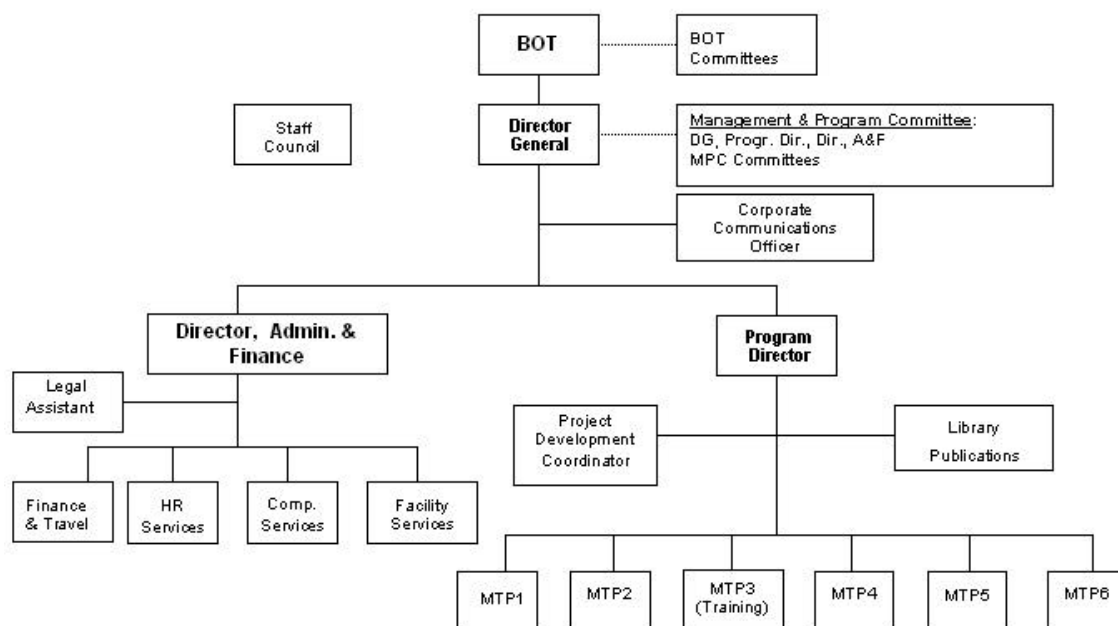 BOT
BOT
Committees
Staff
Council
Director
General
Management & Program Committee:
DG, Progr. Dir., Dir., A&F
MPC Committees
Corporate
Communications
Officer
Director, Admin. &
Finance
Program
Director
Legal
Assistant
Project
Development
Coordinator
Library
Publications
Finance
& Travel
HR
Services
Comp.
Services
Facility
Services
MTP1
MTP2
MTP3
(Training)
MTP4
MTP5
MTP6